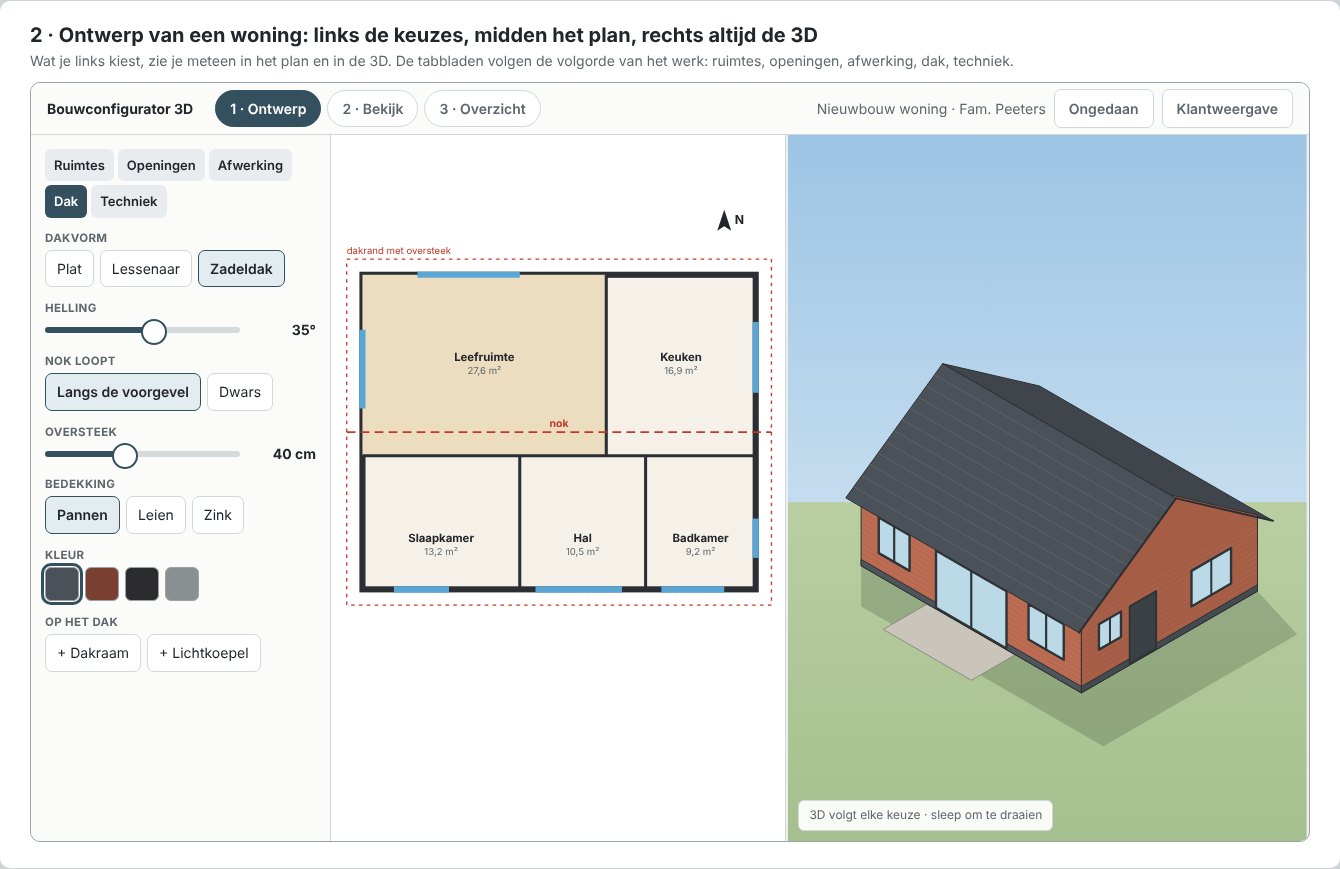 2 · Ontwerp van een woning: links de keuzes, midden het plan, rechts altijd de 3D
Wat je links kiest, zie je meteen in het plan en in de 3D. De tabbladen volgen de volgorde van het werk: ruimtes, openingen, afwerking, dak, techniek.
Bouwconfigurator 3D
1 · Ontwerp
2 · Bekijk
3 · Overzicht
Nieuwbouw woning · Fam. Peeters
Ongedaan
Klantweergave
Ruimtes
Openingen
Afwerking
Dak
Techniek
DAKVORM
Plat
Lessenaar
Zadeldak
HELLING
35°
NOK LOOPT
Langs de voorgevel
Dwars
OVERSTEEK
40 cm
BEDEKKING
Pannen
Leien
Zink
KLEUR
OP HET DAK
+ Dakraam
+ Lichtkoepel
N
dakrand met oversteek
Leefruimte
27,6 m²
Keuken
16,9 m²
nok
Slaapkamer
13,2 m²
Hal
10,5 m²
Badkamer
9,2 m²
3D volgt elke keuze · sleep om te draaien